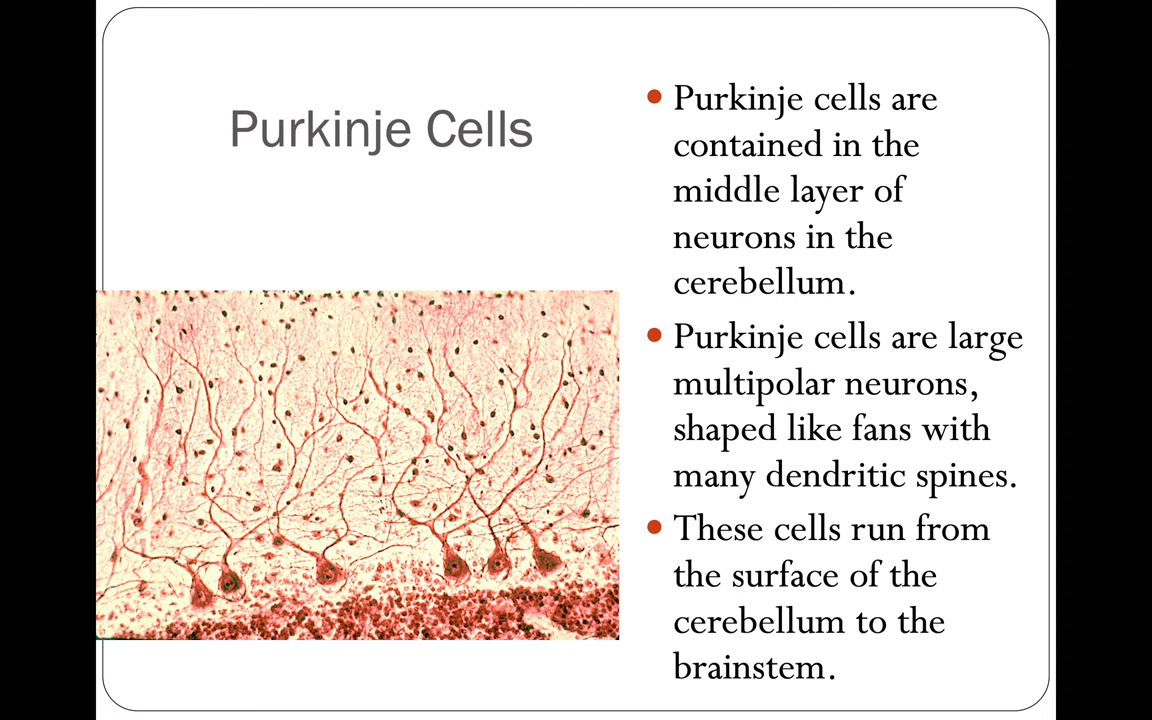 Purkinje Cells
• Purkinje cells are
contained in the
middle layer of
neurons in the
cerebellum.
• Purkinje cells are large
multipolar neurons,
shaped like fans with
many dendritic spines.
• These cells run from
the surface of the
cerebellum to the
brainstem.